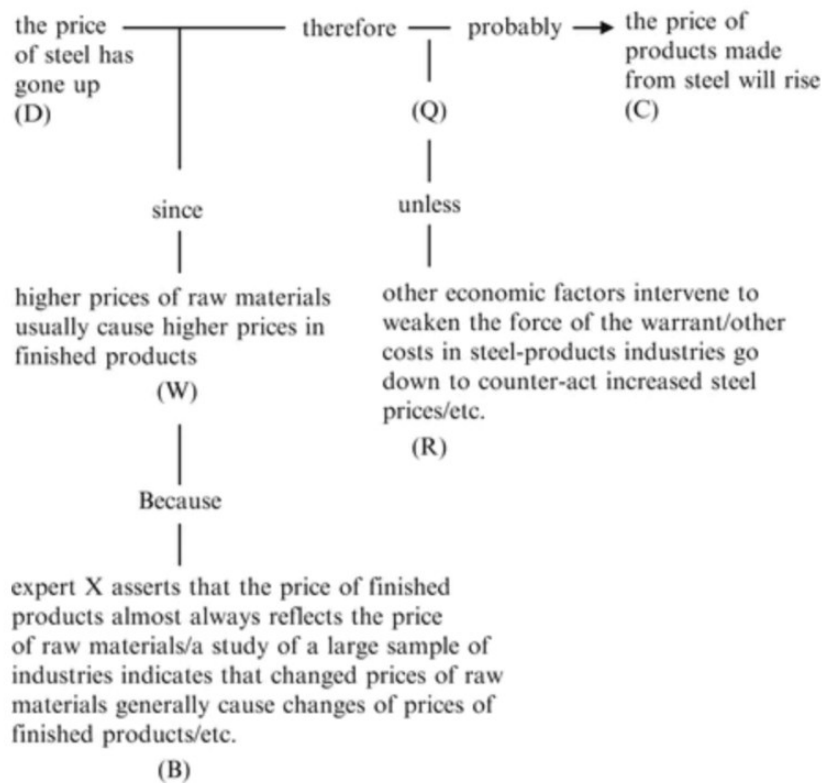 the price
of steel has
gone up
(D)
therefore
probably
the price of
products made
from steel will rise
(C)
(Q)
since
unless
higher prices of raw materials
usually cause higher prices in
finished products
(W)
other economic factors intervene to
weaken the force of the warrant/other
costs in steel-products industries go
down to counter-act increased steel
prices/etc.
(R)
Because
expert X asserts that the price of finished
products almost always reflects the price
of raw materials/a study of a large sample of
industries indicates that changed prices of raw
materials generally cause changes of prices of
finished products/etc.
(B)